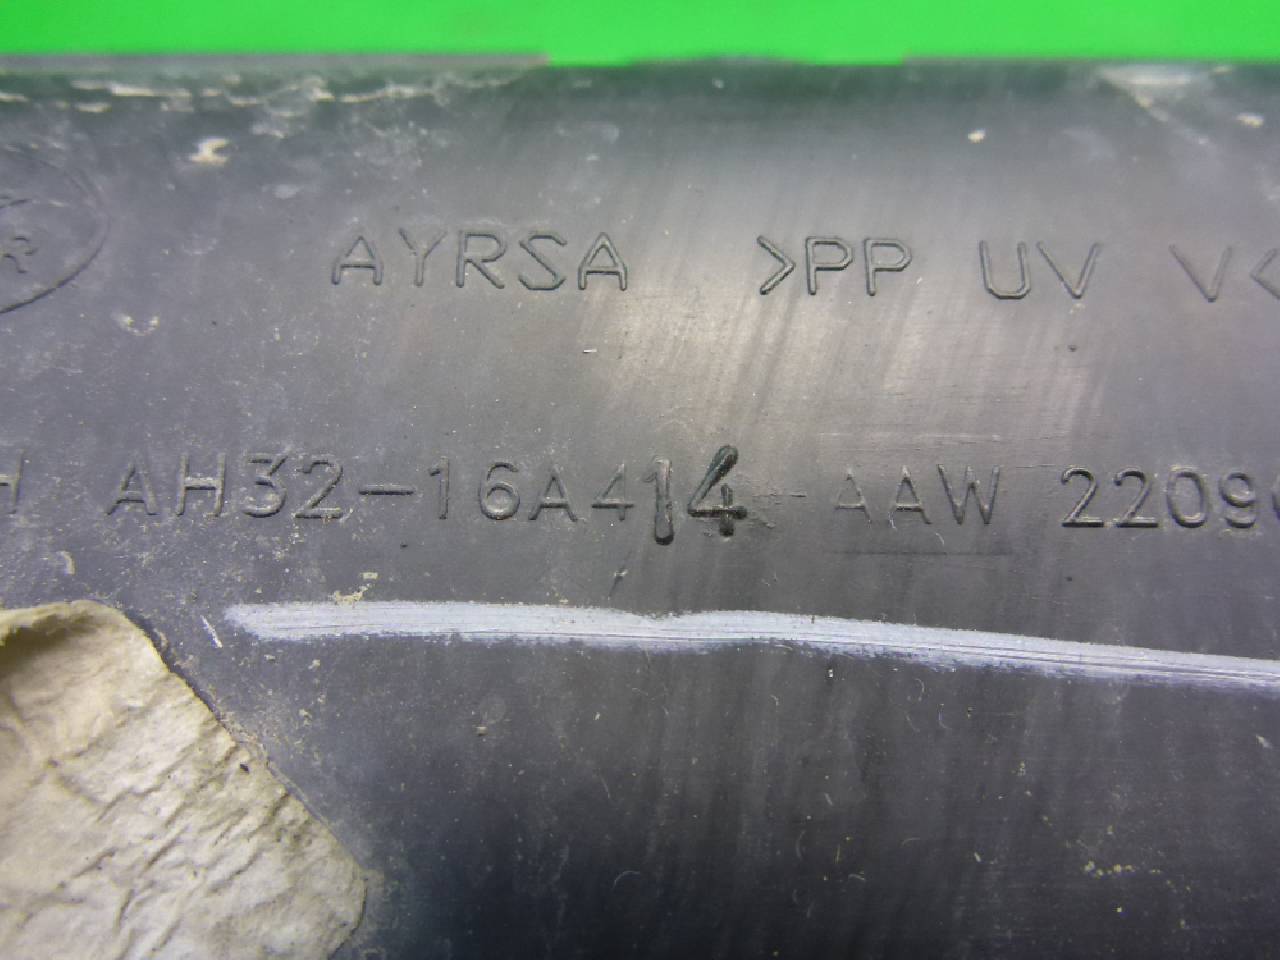 R
AYRSA >PP UV V<
H AH32-16A414 AAW 2209